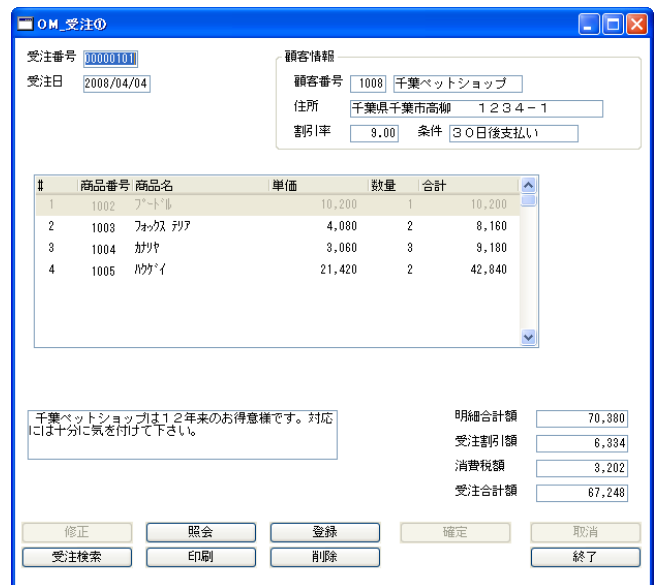 OM_受注①
受注番号 00000101
受注日 2008/04/04
顧客情報
顧客番号 1008 千葉ペットショップ
住所 千葉県千葉市高柳 1234-1
割引率 9.00 条件 30日後支払い
# 商品番号 商品名 単価 数量 合計
1 1002 プードル 10,200 1 10,200
2 1003 フォックス テリア 4,080 2 8,160
3 1004 カナリヤ 3,060 3 9,180
4 1005 ハクゲイ 21,420 2 42,840
千葉ペットショップは12年来のお得意様です。対応
には十分に気を付けて下さい。
明細合計額 70,380
受注割引額 6,334
消費税額 3,202
受注合計額 67,248
修正 照会 登録 確定 取消
受注検索 印刷 削除 終了